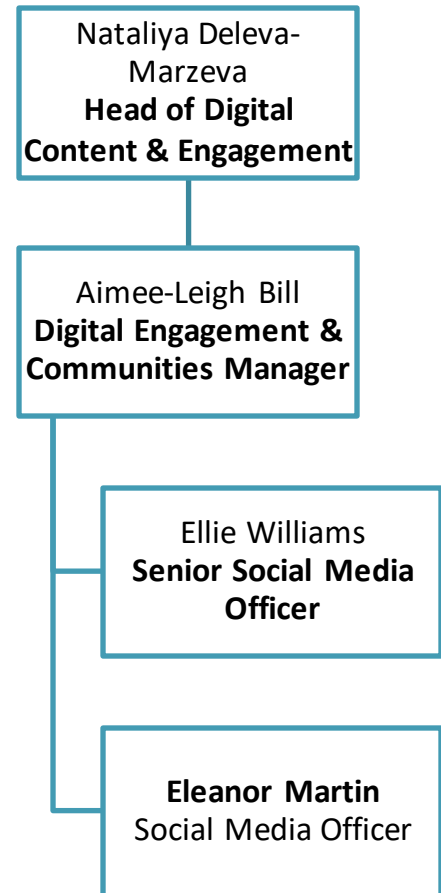 Nataliya Deleva-
Marzeva
Head of Digital
Content & Engagement
Aimee-Leigh Bill
Digital Engagement &
Communities Manager
Ellie Williams
Senior Social Media
Officer
Eleanor Martin
Social Media Officer